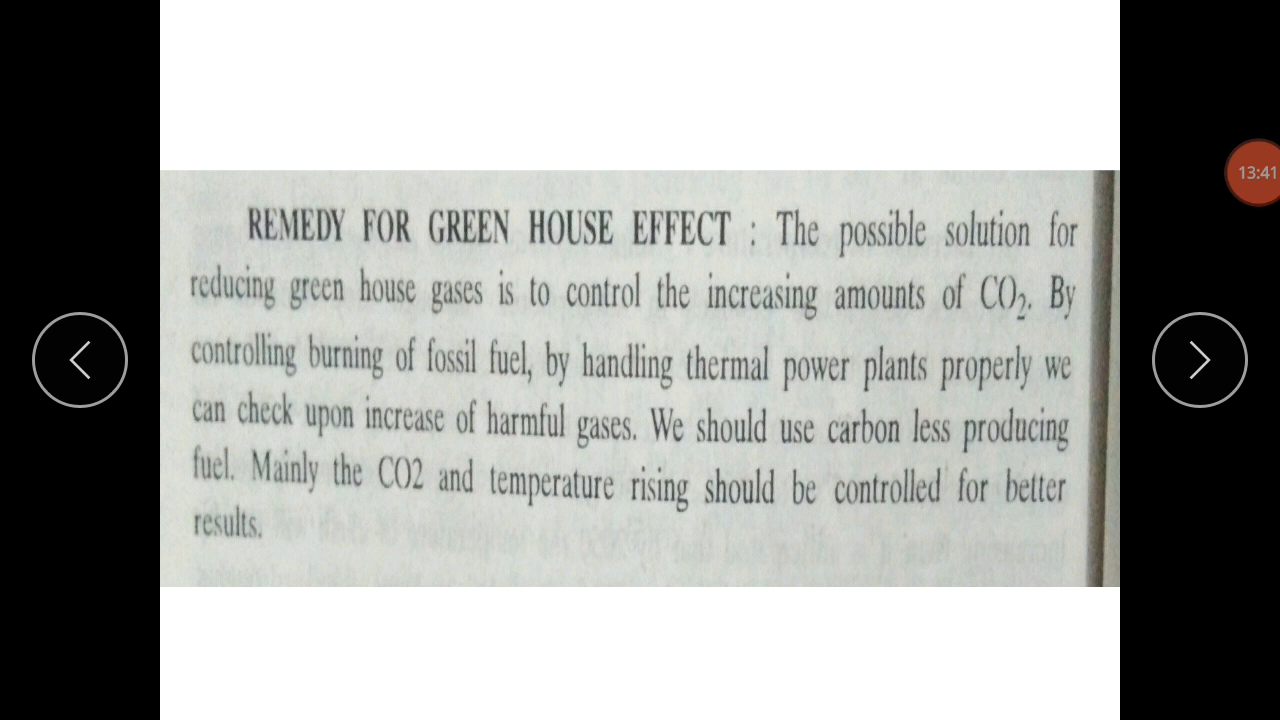 REMEDY FOR GREEN HOUSE EFFECT : The possible solution for
reducing green house gases is to control the increasing amounts of CO₂. By
controlling burning of fossil fuel, by handling thermal power plants properly we
can check upon increase of harmful gases. We should use carbon less producing
fuel. Mainly the CO2 and temperature rising should be controlled for better
results.
13:41